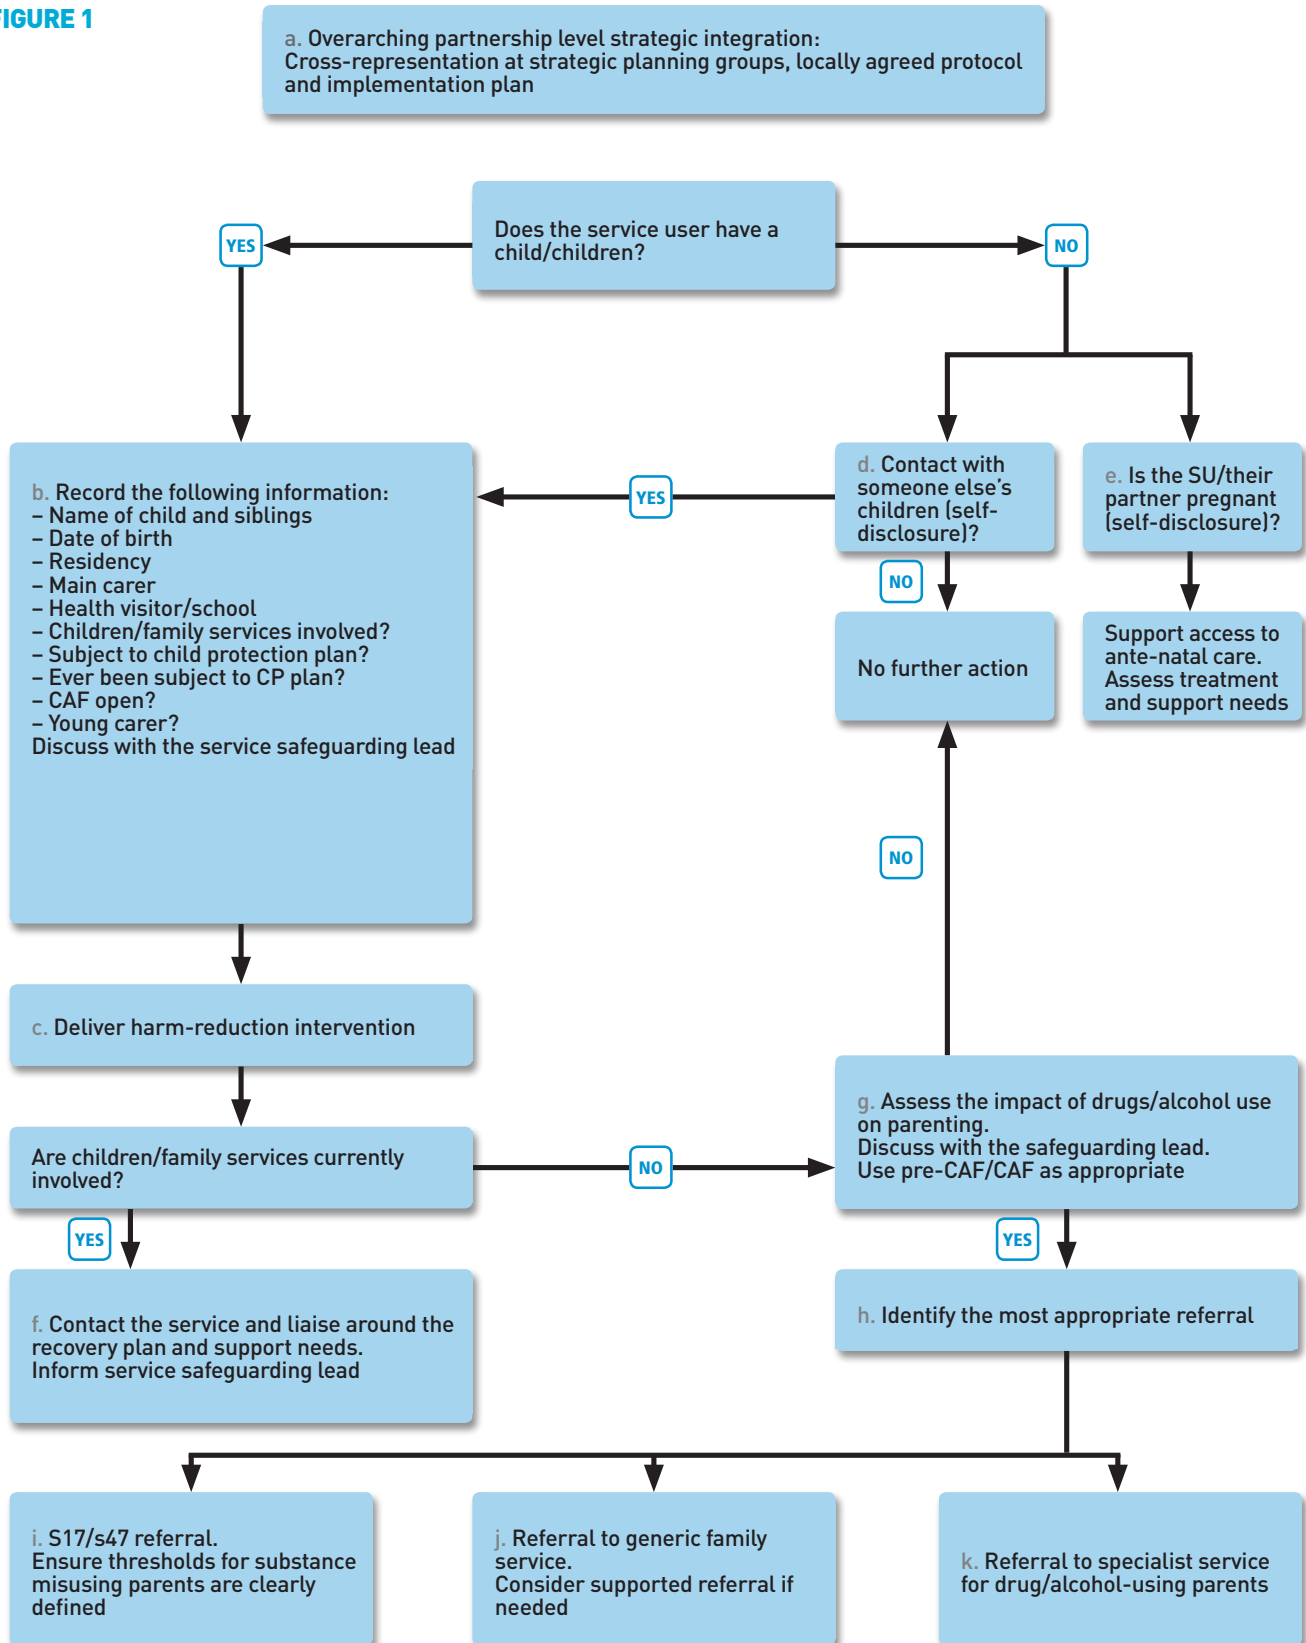 FIGURE 1
a. Overarching partnership level strategic integration:
Cross-representation at strategic planning groups, locally agreed protocol
and implementation plan
Does the service user have a
child/children?
YES
NO
b. Record the following information:
– Name of child and siblings
– Date of birth
– Residency
– Main carer
– Health visitor/school
– Children/family services involved?
– Subject to child protection plan?
– Ever been subject to CP plan?
– CAF open?
– Young carer?
Discuss with the service safeguarding lead
YES
d. Contact with
someone else's
children (self-
disclosure)?
e. Is the SU/their
partner pregnant
(self-disclosure)?
NO
No further action
Support access to
ante-natal care.
Assess treatment
and support needs
NO
c. Deliver harm-reduction intervention
Are children/family services currently
involved?
NO
g. Assess the impact of drugs/alcohol use
on parenting.
Discuss with the safeguarding lead.
Use pre-CAF/CAF as appropriate
YES
YES
f. Contact the service and liaise around the
recovery plan and support needs.
Inform service safeguarding lead
h. Identify the most appropriate referral
i. S17/s47 referral.
Ensure thresholds for substance
misusing parents are clearly
defined
j. Referral to generic family
service.
Consider supported referral if
needed
k. Referral to specialist service
for drug/alcohol-using parents